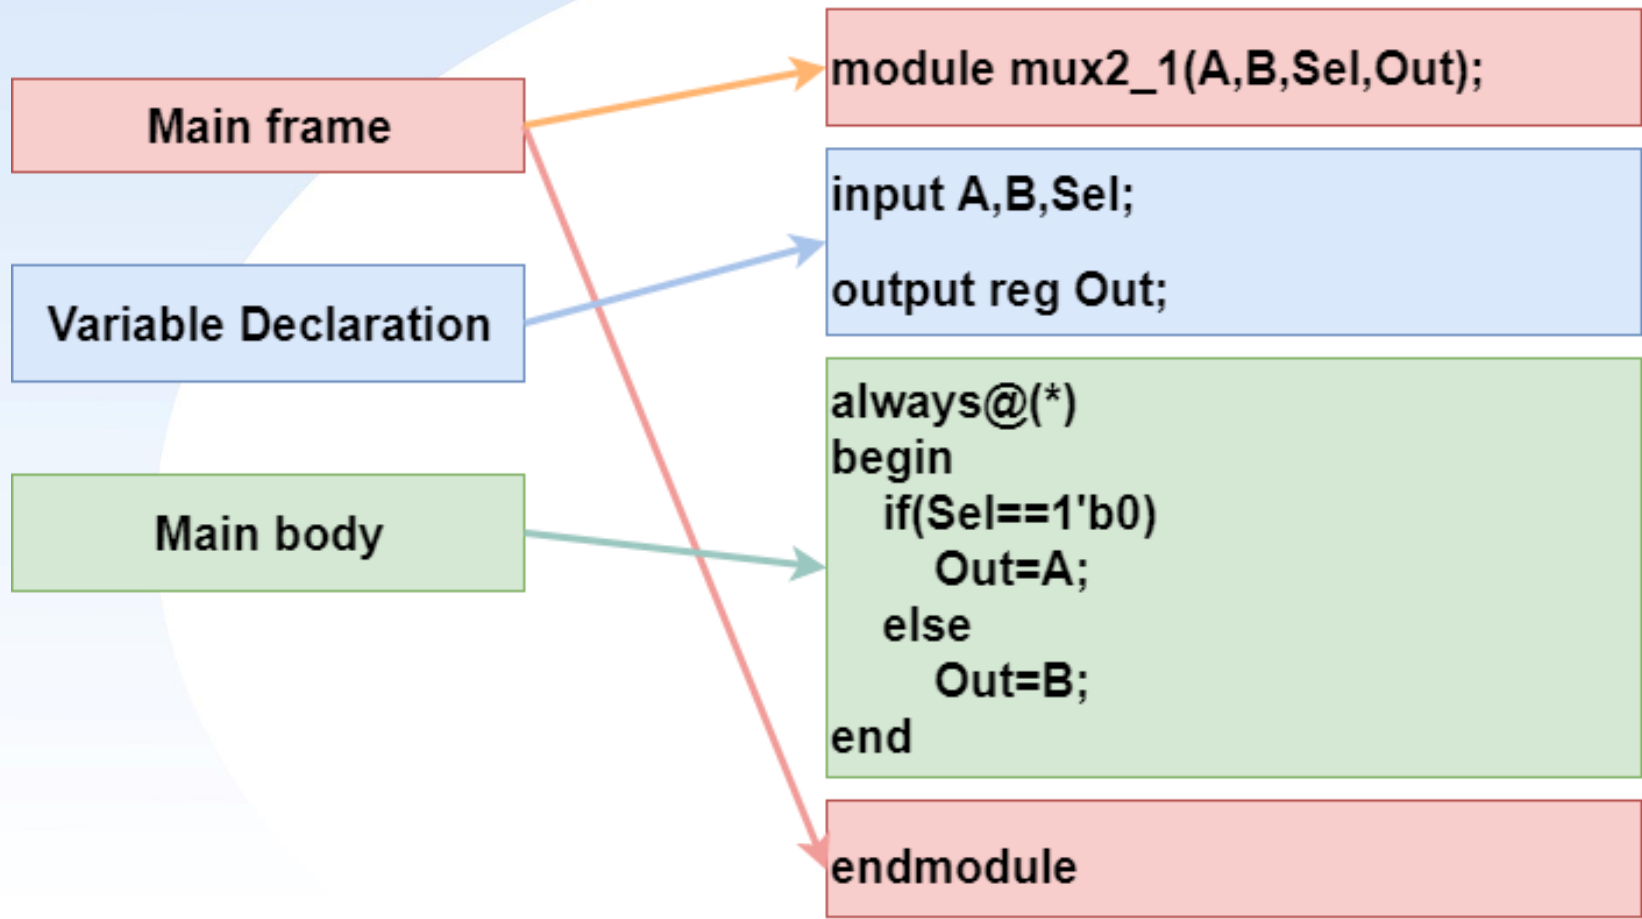 Main frame
Variable Declaration
Main body
module mux2_1(A,B,Sel,Out);
input A,B,Sel;
output reg Out;
always@(*)
begin
if(Sel==1'b0)
Out=A;
else
Out=B;
end
endmodule